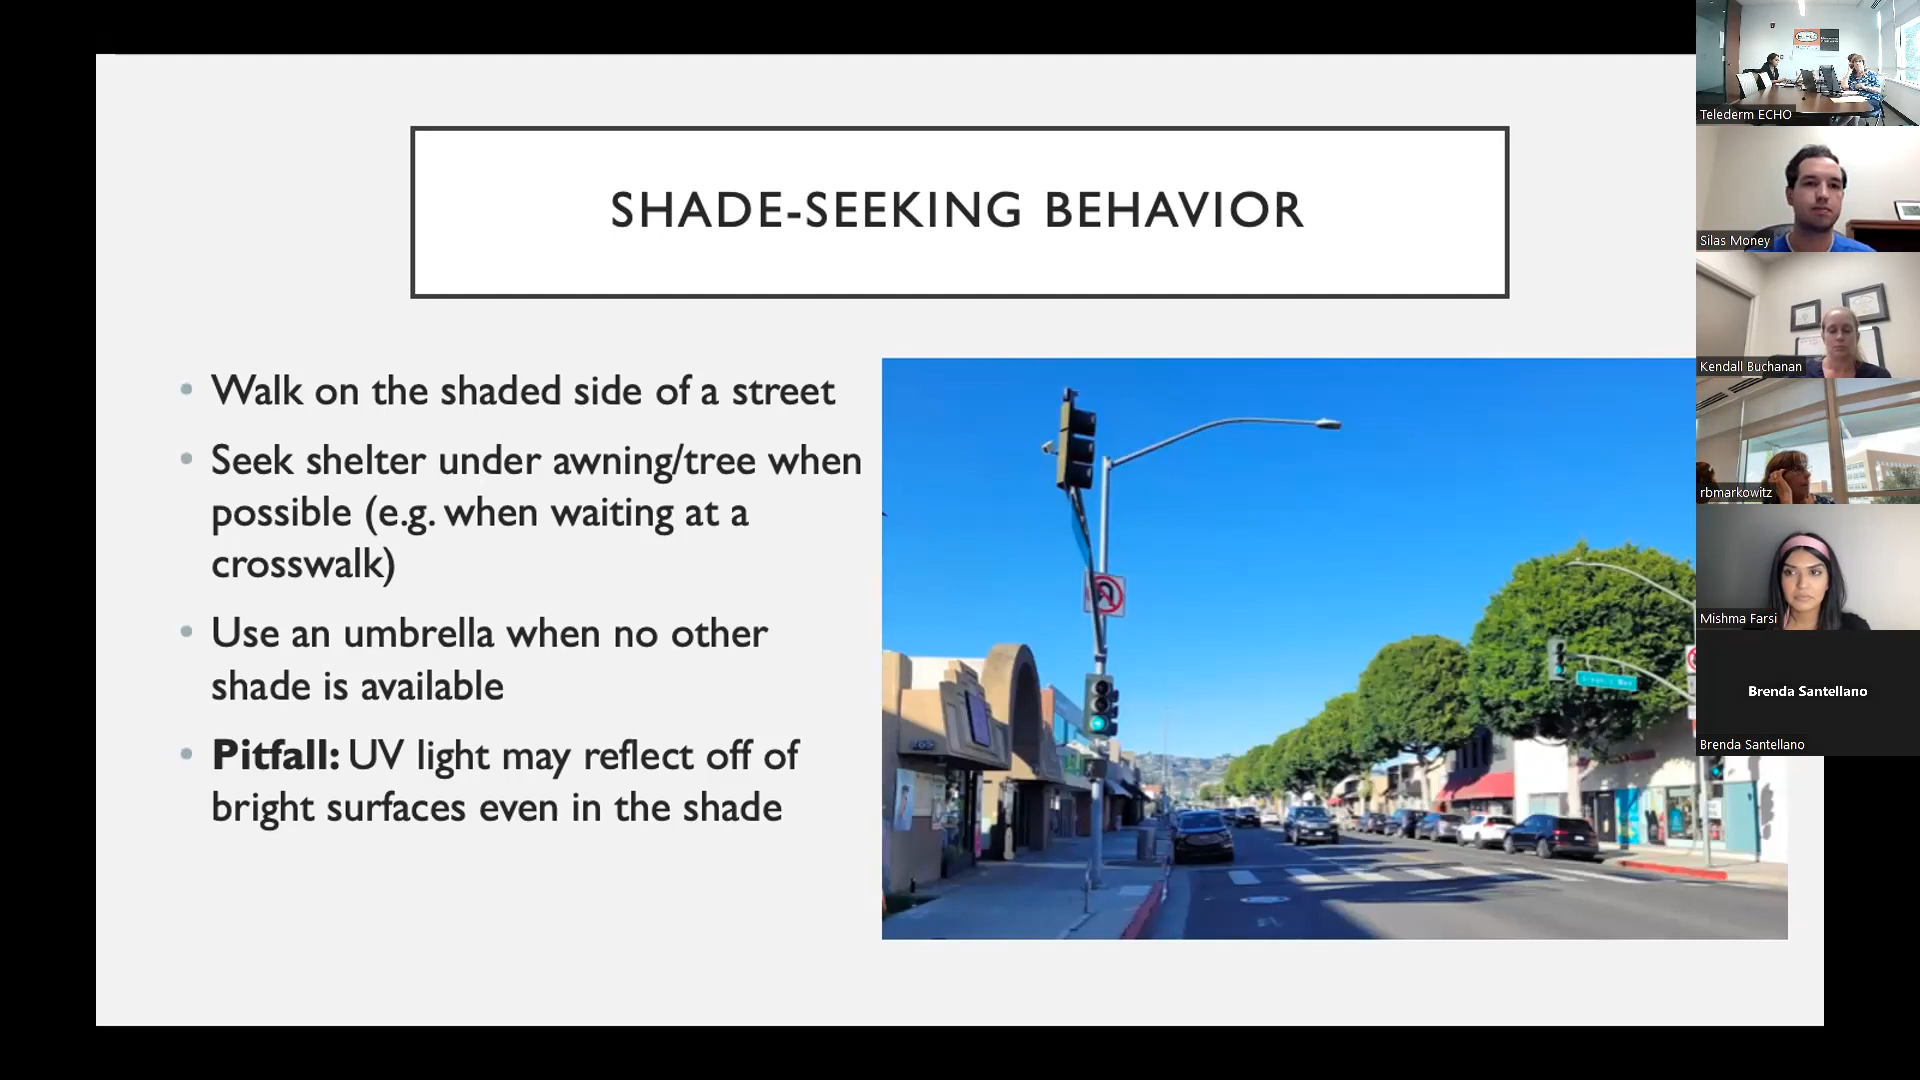 SHADE-SEEKING BEHAVIOR
Walk on the shaded side of a street
Seek shelter under awning/tree when
possible (e.g. when waiting at a
crosswalk)
Use an umbrella when no other
shade is available
Pitfall: UV light may reflect off of
bright surfaces even in the shade
Telederm ECHO
Silas Money
Kendall Buchanan
rbmarkowitz
Mishma Farsi
Brenda Santellano
Brenda Santellano